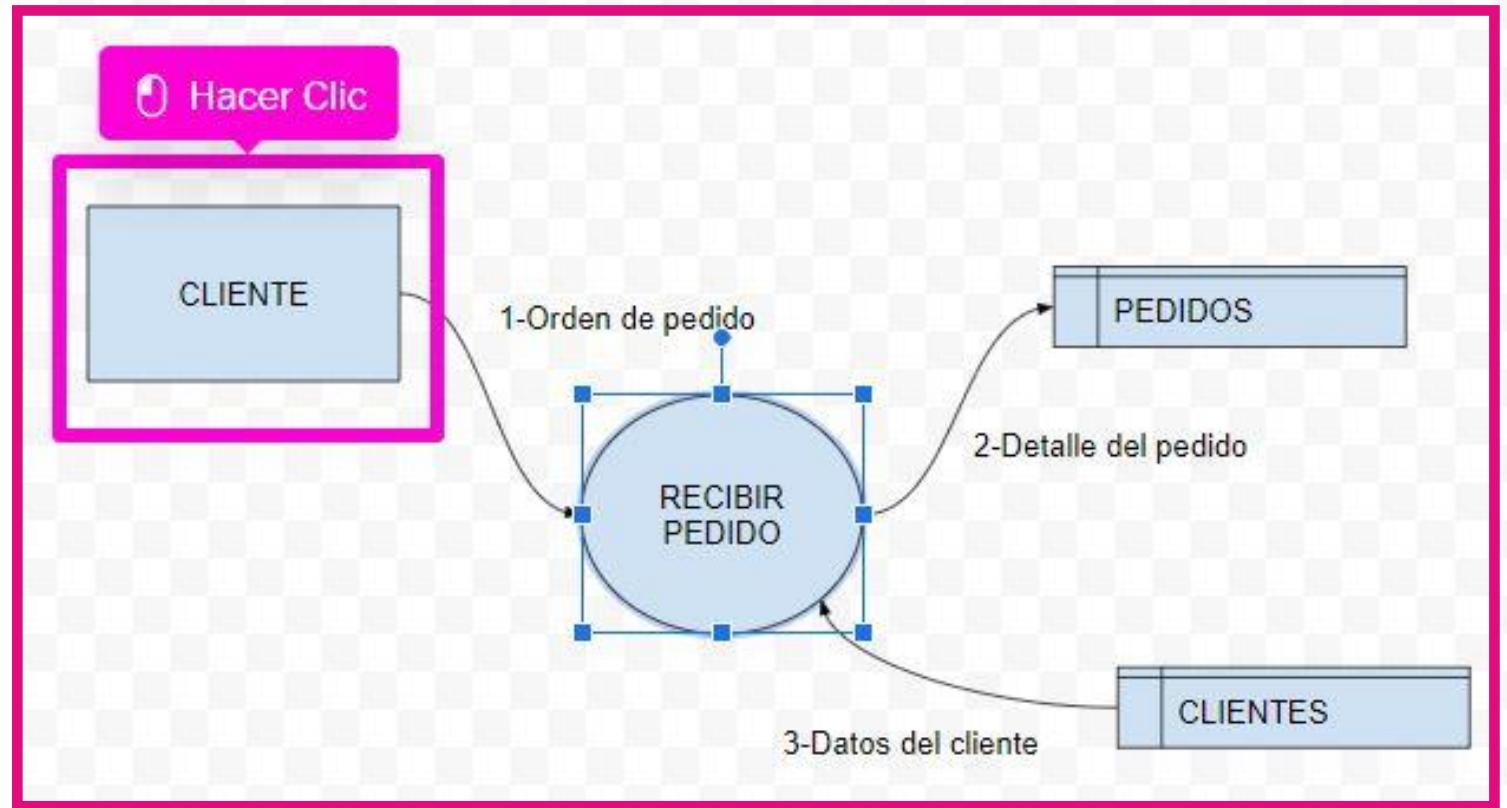 Hacer Clic
CLIENTE
1-Orden de pedido
PEDIDOS
2-Detalle del pedido
RECIBIR
PEDIDO
CLIENTES
3-Datos del cliente